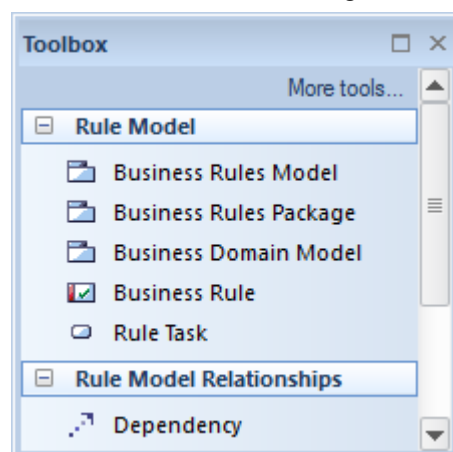 Toolbox
More tools...
Rule Model
Business Rules Model
Business Rules Package
Business Domain Model
Business Rule
Rule Task
Rule Model Relationships
Dependency